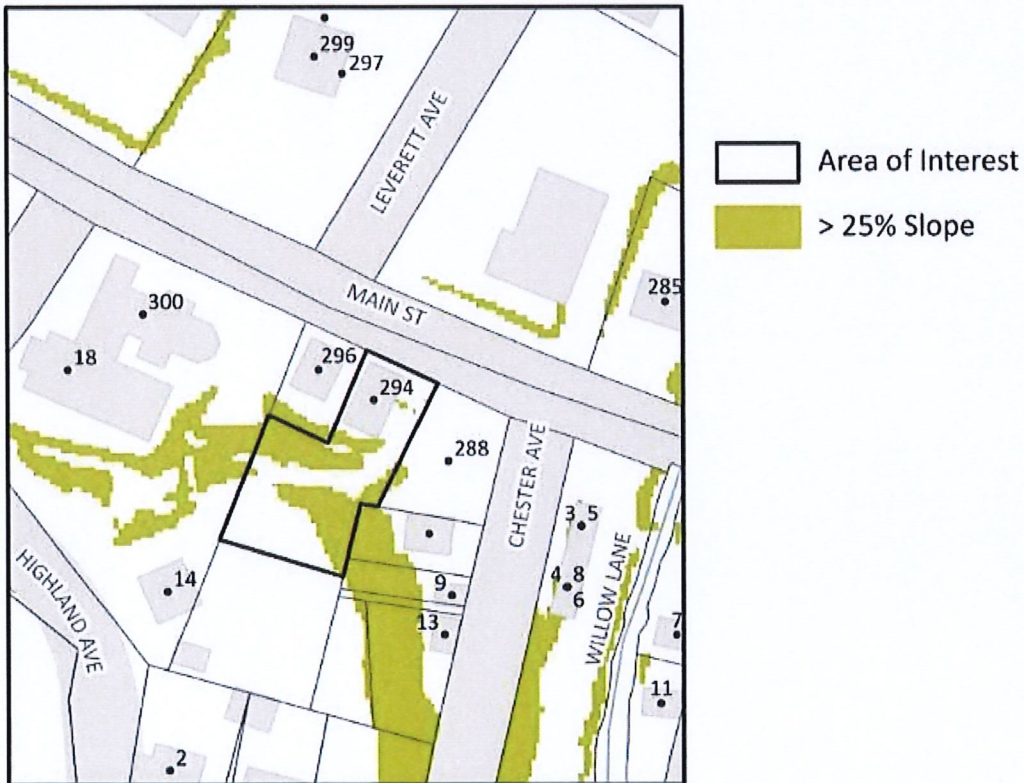 299
297
LEVERETT AVE
Area of Interest
> 25% Slope
MAIN ST
285
300
18
296
294
288
CHESTER AVE
3 5
4 8
6
WILLOW LANE
HIGHLAND AVE
14
9
13
7
11
2